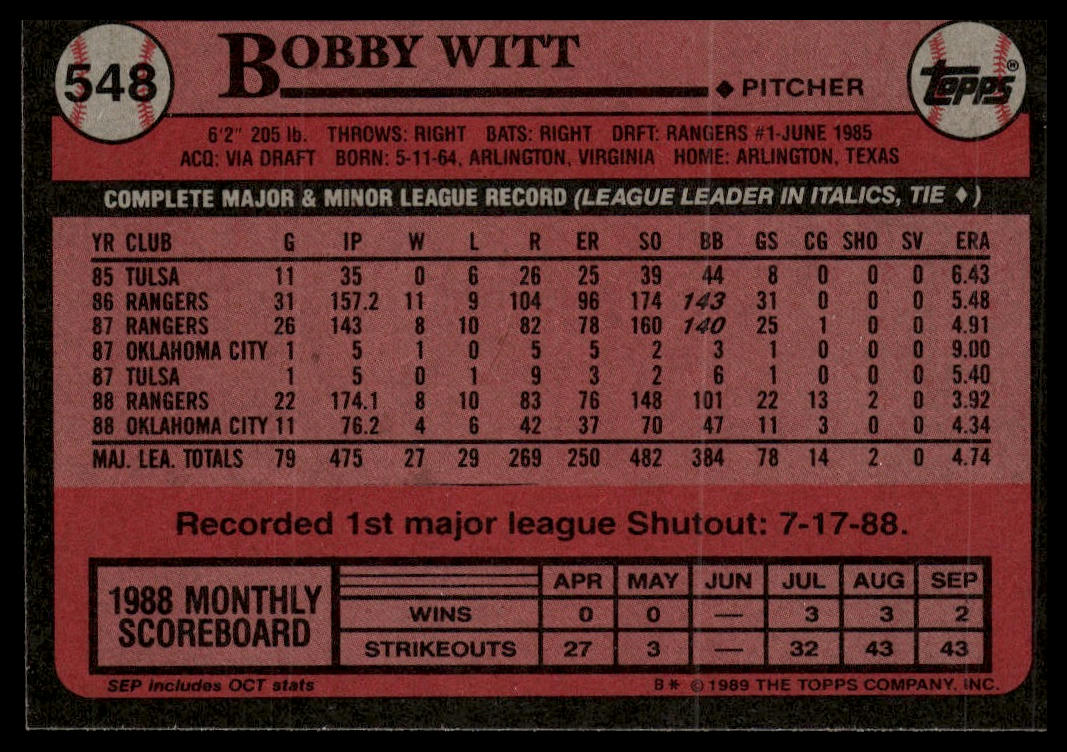 548
BOBBY WITT
◆ PITCHER
TOPPS®
6'2" 205 lb. THROWS: RIGHT BATS: RIGHT DRFT: RANGERS #1-JUNE 1985
ACQ: VIA DRAFT BORN: 5-11-64, ARLINGTON, VIRGINIA HOME: ARLINGTON, TEXAS
COMPLETE MAJOR & MINOR LEAGUE RECORD (LEAGUE LEADER IN ITALICS, TIE ♦)
YR CLUB G IP W L R ER SO BB GS CG SHO SV ERA
85 TULSA 11 35 0 6 26 25 39 44 8 0 0 0 6.43
86 RANGERS 31 157.2 11 9 104 96 174 143 31 0 0 0 5.48
87 RANGERS 26 143 8 10 82 78 160 140 25 1 0 0 4.91
87 OKLAHOMA CITY 1 5 1 0 5 5 2 3 1 0 0 0 9.00
87 TULSA 1 5 0 1 9 3 2 6 1 0 0 0 5.40
88 RANGERS 22 174.1 8 10 83 76 148 101 22 13 2 0 3.92
88 OKLAHOMA CITY 11 76.2 4 6 42 37 70 47 11 3 0 0 4.34
MAJ. LEA. TOTALS 79 475 27 29 269 250 482 384 78 14 2 0 4.74
Recorded 1st major league Shutout: 7-17-88.
1988 MONTHLY
SCOREBOARD
APR MAY JUN JUL AUG SEP
WINS 0 0 — 3 3 2
STRIKEOUTS 27 3 — 32 43 43
SEP includes OCT stats
B* © 1989 THE TOPPS COMPANY, INC.